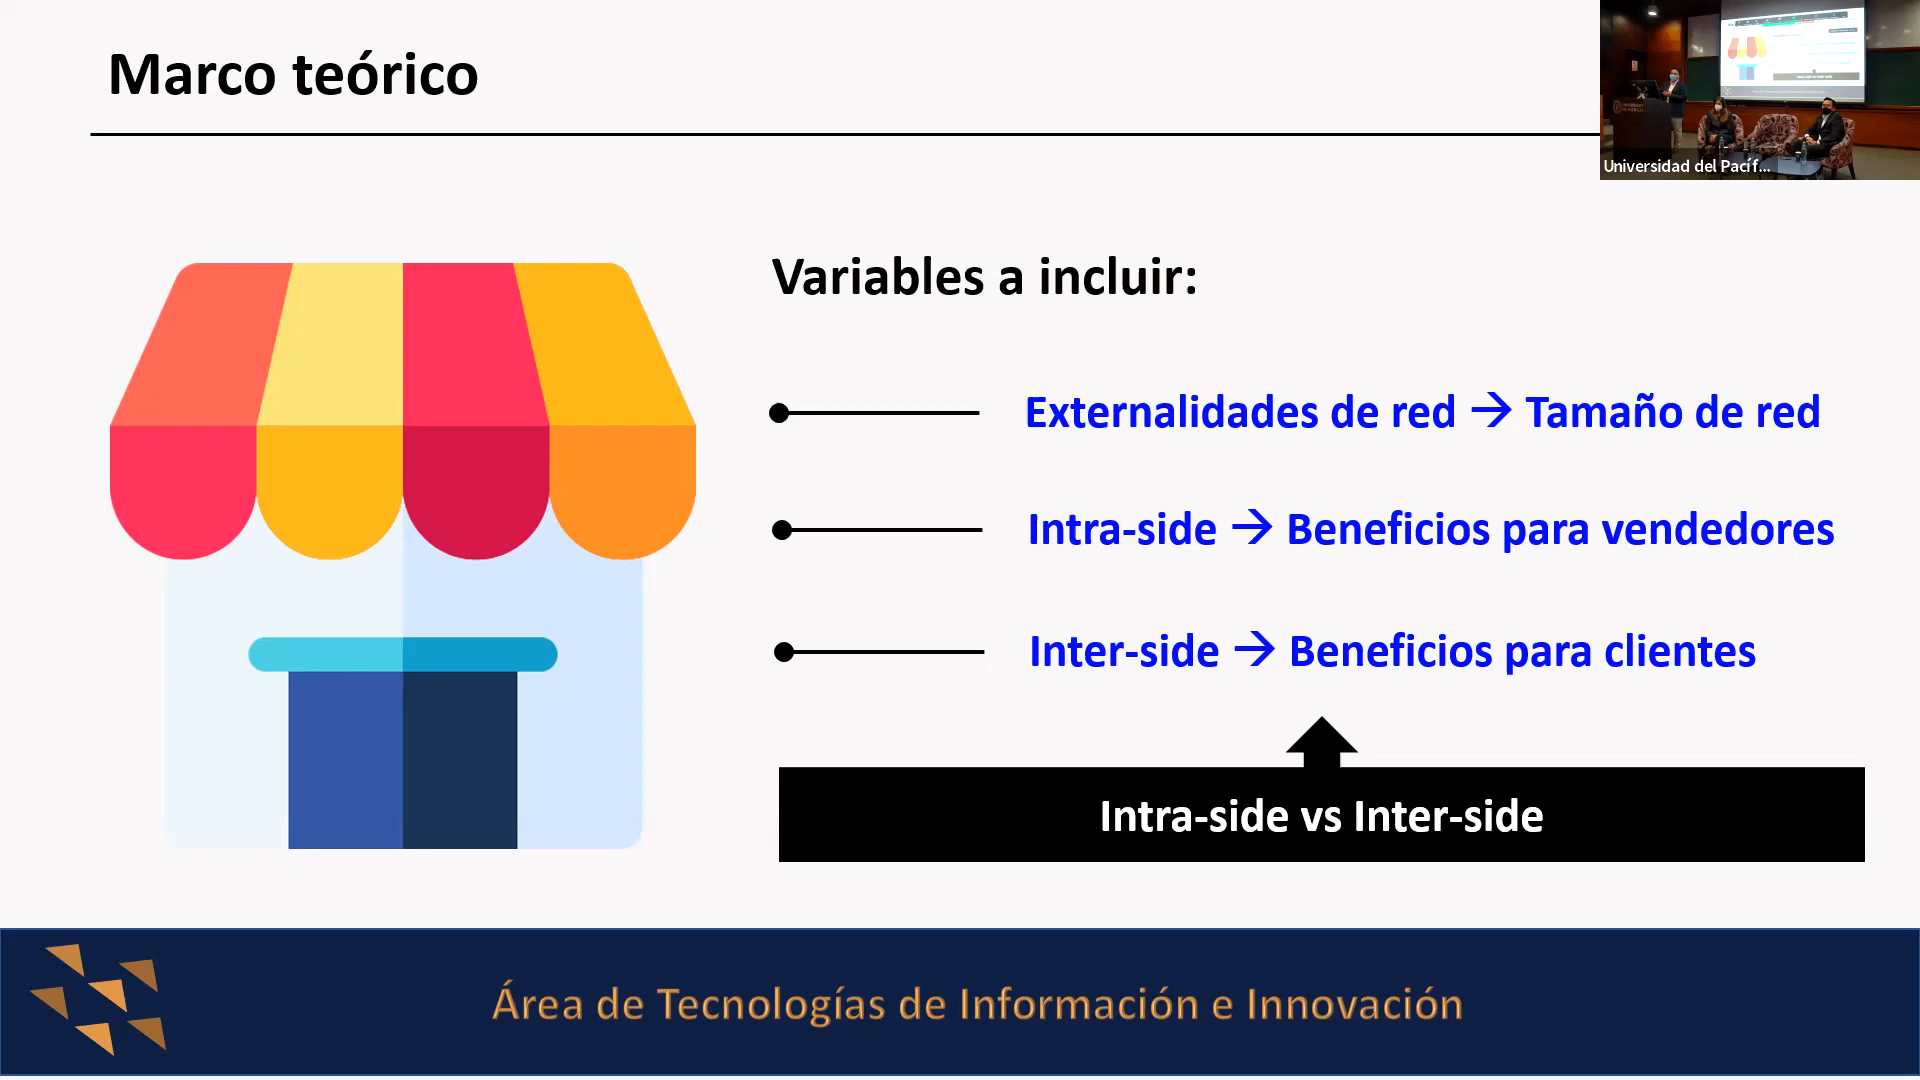 Marco teórico
Universidad del Pacíf...
Variables a incluir:
Externalidades de red → Tamaño de red
Intra-side → Beneficios para vendedores
Inter-side → Beneficios para clientes
Intra-side vs Inter-side
Área de Tecnologías de Información e Innovación